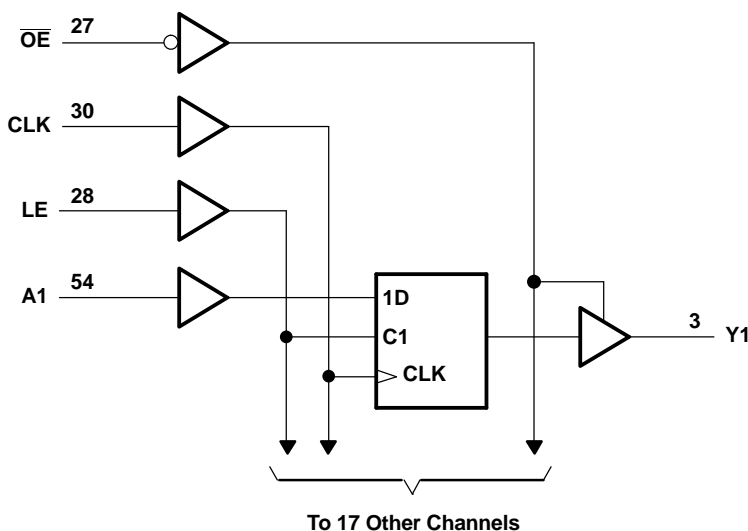 OE 27
CLK 30
LE 28
A1 54
1D
C1
CLK
3 Y1
To 17 Other Channels